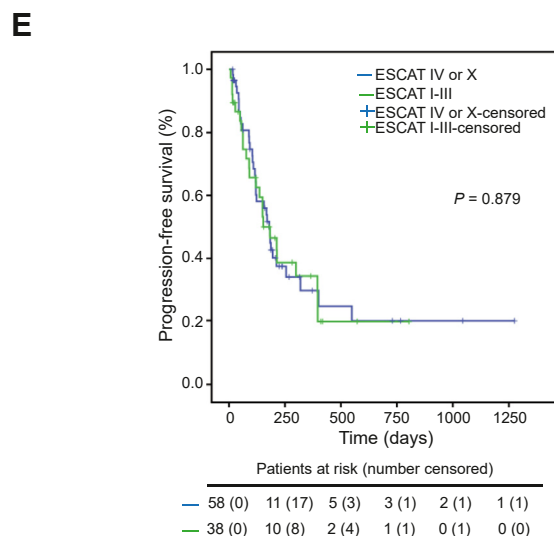 E
ESCAT IV or X
ESCAT I-III
ESCAT IV or X-censored
ESCAT I-III-censored
P = 0.879
Progression-free survival (%)
1.0
0.8
0.6
0.4
0.2
0.0
0 250 500 750 1000 1250
Time (days)
Patients at risk (number censored)
58 (0) 11 (17) 5 (3) 3 (1) 2 (1) 1 (1)
38 (0) 10 (8) 2 (4) 1 (1) 0 (1) 0 (0)